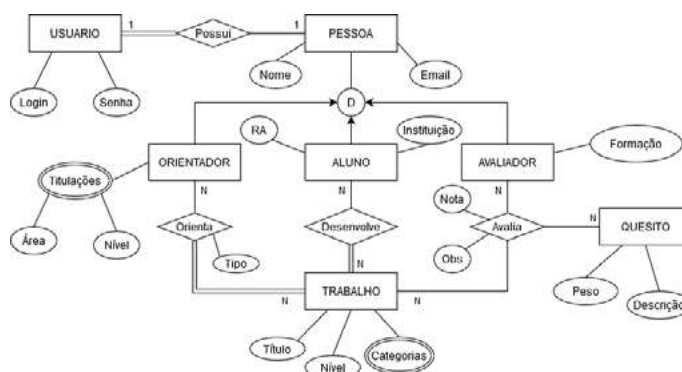 1
1
USUARIO
Possui
PESSOA
Login
Senha
Nome
Email
D
RA
Instituição
Formação
ORIENTADOR
ALUNO
AVALIADOR
Titulações
N
N
N
Nota
Área
Nível
Orienta
Desenvolve
Avalia
N
QUESITO
Tipo
Obs
Peso
Descrição
N
N
TRABALHO
N
Título
Nível
Categorias